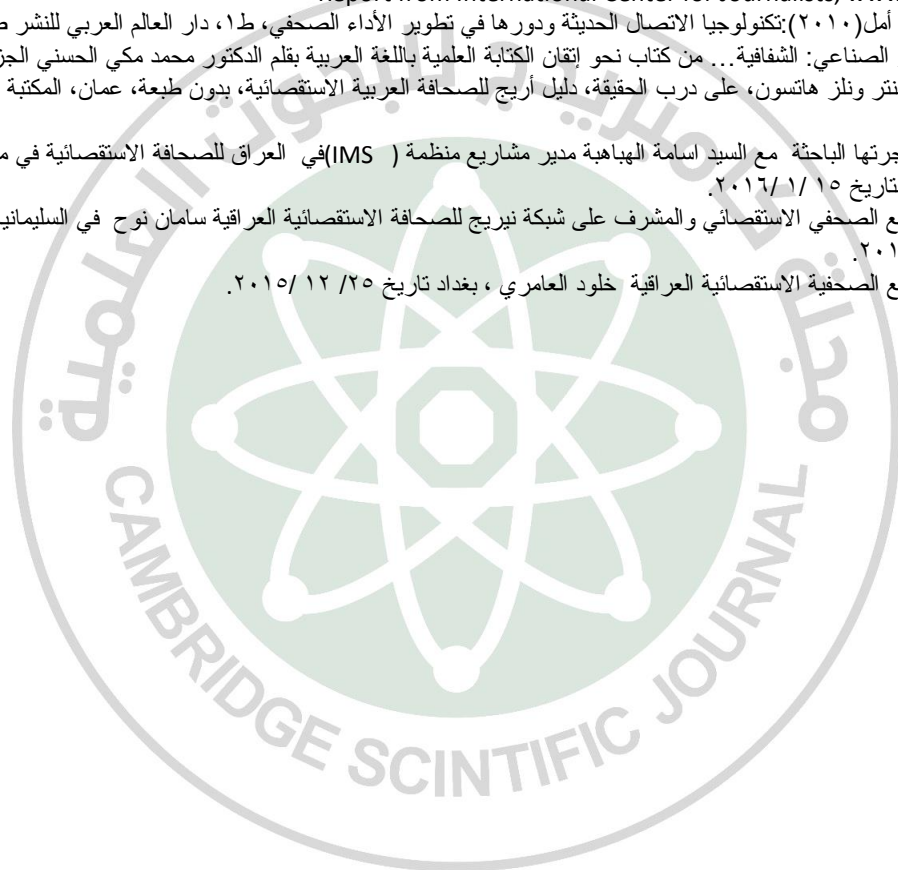 Report from International Center for Journalists, www
أمل(٢٠١٠):تكنولوجيا الاتصال الحديثة ودورها في تطوير الأداء الصحفي، ط١، دار العالم العربي للنشر
الصناعي: الشفافية... من كتاب نحو إتقان الكتابة العلمية باللغة العربية بقلم الدكتور محمد مكي الحسني
نتر ونلز هاتسون، على درب الحقيقة، دليل أريج للصحافة العربية الاستقصائية، بدون طبعة، عمان، المكتبة
جرتها الباحثة مع السيد اسامة الهباهبة مدير مشاريع منظمة ( IMS)في العراق للصحافة الاستقصائية في
تاريخ ١٥ /١ /٢٠١٦.
ع الصحفي الاستقصائي والمشرف على شبكة نيريج للصحافة الاستقصائية العراقية سامان نوح في
٢٠١.
ع الصحفية الاستقصائية العراقية خلود العامري ، بغداد تاريخ ٢٥/ ١٢ /٢٠١٥.
مجلة كامبريدج للبحوث العلمية
CAMBRIDGE SCINTIFIC JOURNAL